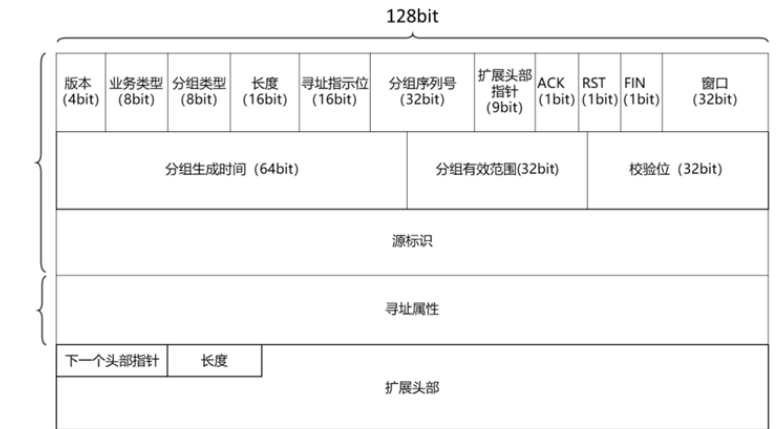 128bit
版本
(4bit)
业务类型
(8bit)
分组类型
(8bit)
长度
(16bit)
寻址指示位
(16bit)
分组序列号
(32bit)
扩展头部
指针
(9bit)
ACK
(1bit)
RST
(1bit)
FIN
(1bit)
窗口
(32bit)
分组生成时间（64bit）
分组有效范围(32bit)
校验位（32bit）
源标识
寻址属性
下一个头部指针
长度
扩展头部